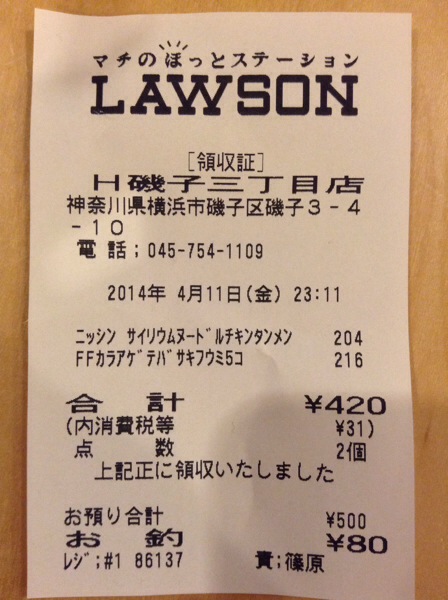 マチのほっとステーション
LAWSON
[領収証]
H磯子三丁目店
神奈川県横浜市磯子区磯子3-4
-10
電話;045-754-1109
2014年 4月11日(金) 23:11
ニッシン サイリウムヌードルチキンタンメン 204
FFカラアゲテバサキフウミ5コ 216
合計 ¥420
(内消費税等 ¥31)
点数 2個
上記正に領収いたしました
お預り合計 ¥500
お釣 ¥80
レジ;#1 86137 責;篠原